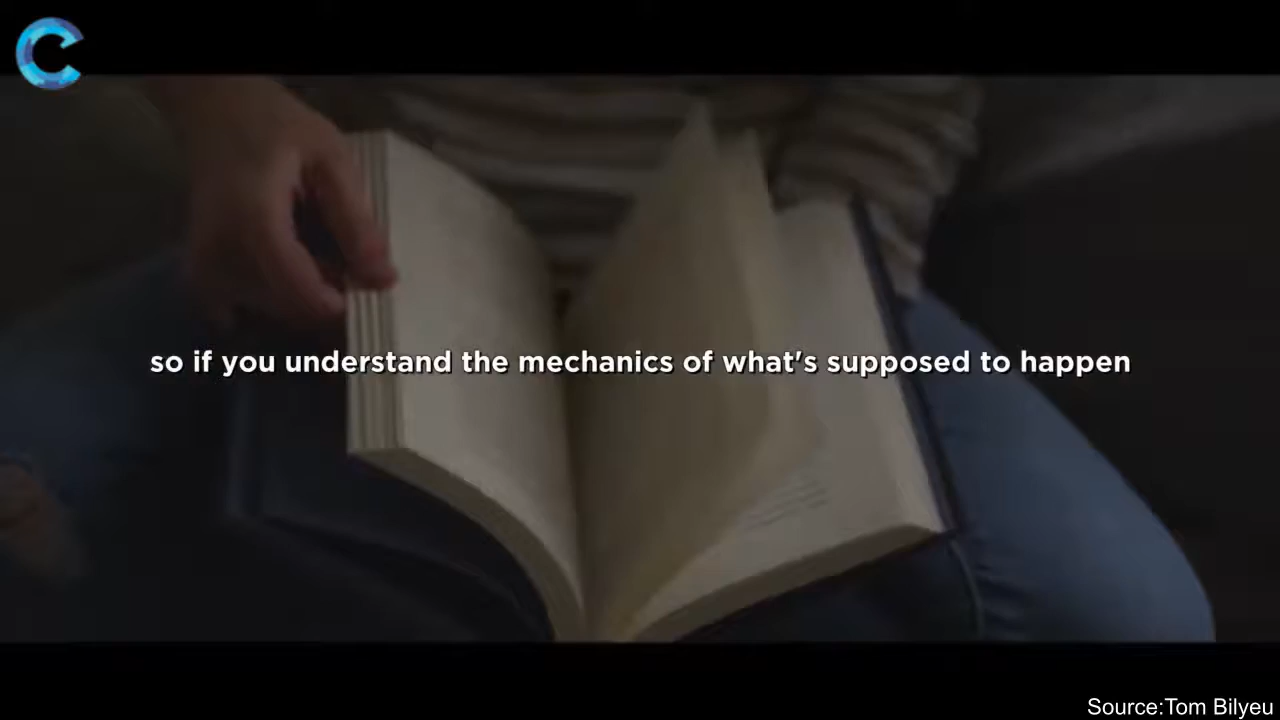 so if you understand the mechanics of what's supposed to happen
Source:Tom Bilyeu